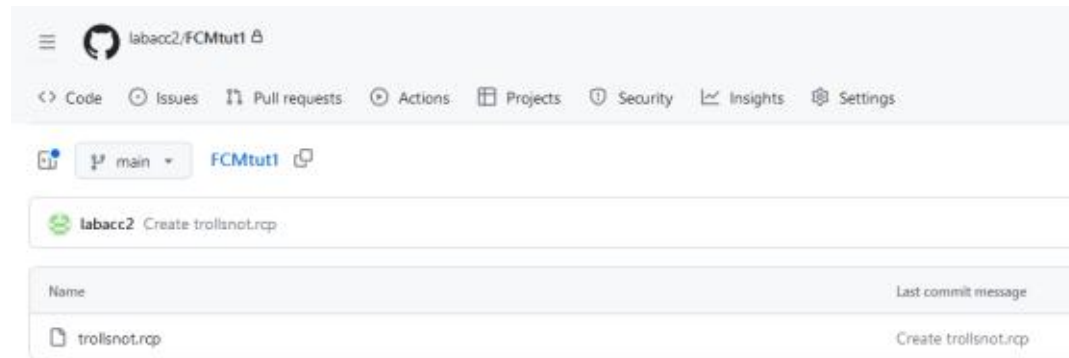 labacc2/FCMtut1
<> Code Issues Pull requests Actions Projects Security Insights Settings
main FCMtut1
labacc2 Create trollsnot.rcp
Name Last commit message
trollsnot.rcp Create trollsnot.rcp